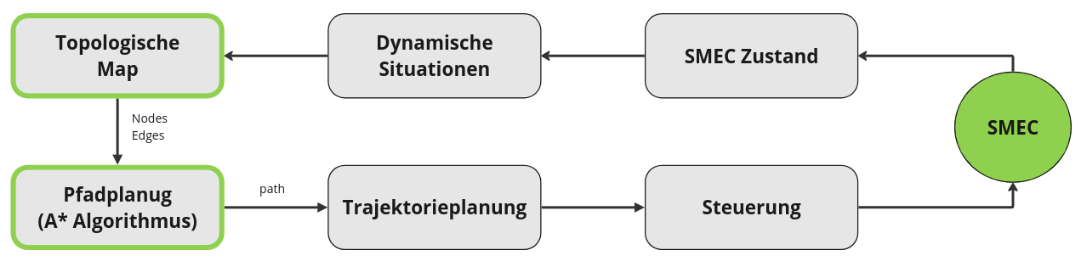 Topologische
Map
Dynamische
Situationen
SMEC Zustand
SMEC
Nodes
Edges
Pfadplanug
(A* Algorithmus)
path
Trajektorieplanung
Steuerung